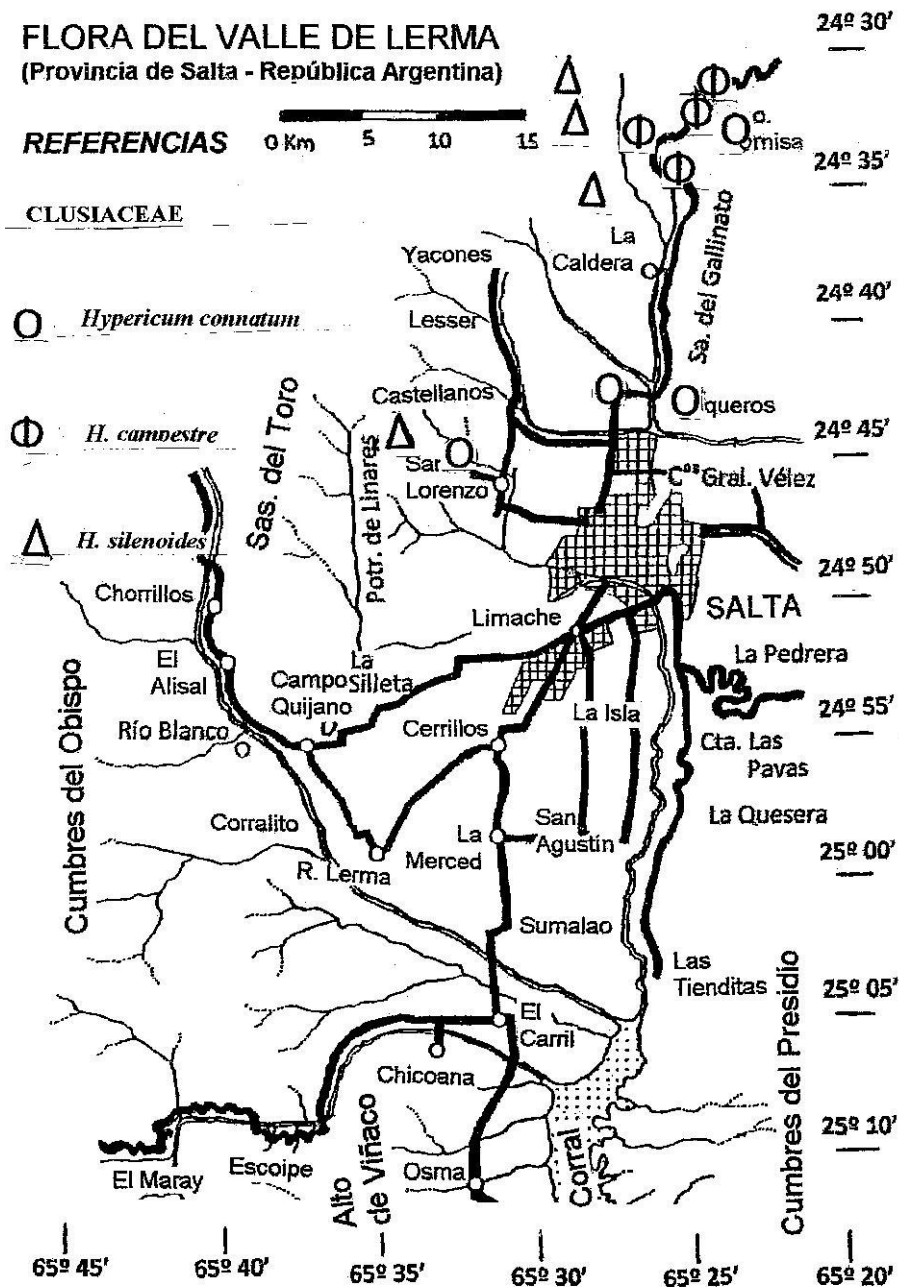 FLORA DEL VALLE DE LERMA
(Provincia de Salta - República Argentina)
REFERENCIAS
0 Km 5 10 15
CLUSIACEAE
Hypericum connatum
H. campestre
H. silenoides
24º 30'
24º 35'
24º 40'
24º 45'
24º 50'
24º 55'
25º 00'
25º 05'
25º 10'
La
Caldera
Sa. del Gallinato
Yacones
Lesser
Castellanos
Lorenzo
Sas. del Toro
Potr. de Linares
Cᵒˢ Gral. Vélez
Chorrillos
El
Alisal
Río Blanco
Campo
Quijano
La
Silleta
Limache
SALTA
La Pedrera
La Isla
Cerrillos
Cta. Las
Pavas
La Quesera
Cumbres del Obispo
Corralito
R. Lerma
La
Merced
San
Agustín
Sumalao
Las
Tienditas
El
Carril
Chicoana
Cumbres del Presidio
El Maray
Escoipe
Alto
de Viñaco
Osma
Corral
65º 45'
65º 40'
65º 35'
65º 30'
65º 25'
65º 20'